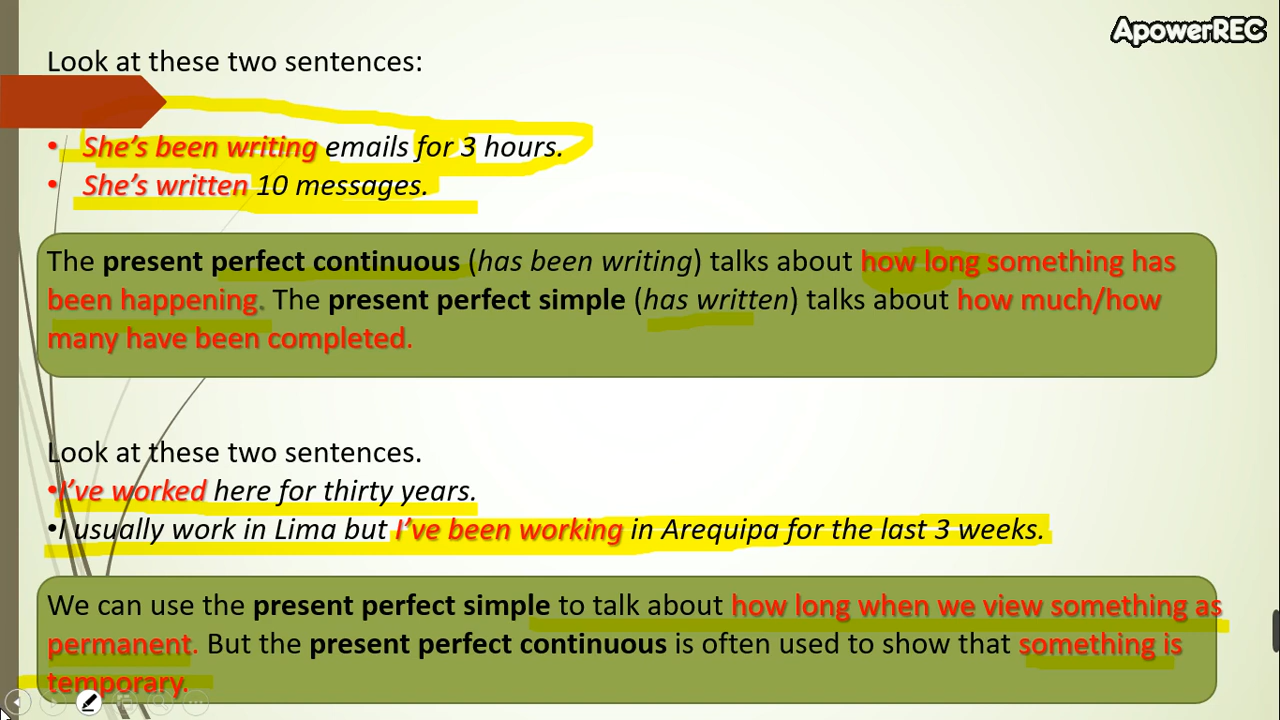 ApowerREC
Look at these two sentences:
• She's been writing emails for 3 hours.
• She's written 10 messages.
The present perfect continuous (has been writing) talks about how long something has
been happening. The present perfect simple (has written) talks about how much/how
many have been completed.
Look at these two sentences.
•I've worked here for thirty years.
•I usually work in Lima but I've been working in Arequipa for the last 3 weeks.
We can use the present perfect simple to talk about how long when we view something as
permanent. But the present perfect continuous is often used to show that something is
temporary.